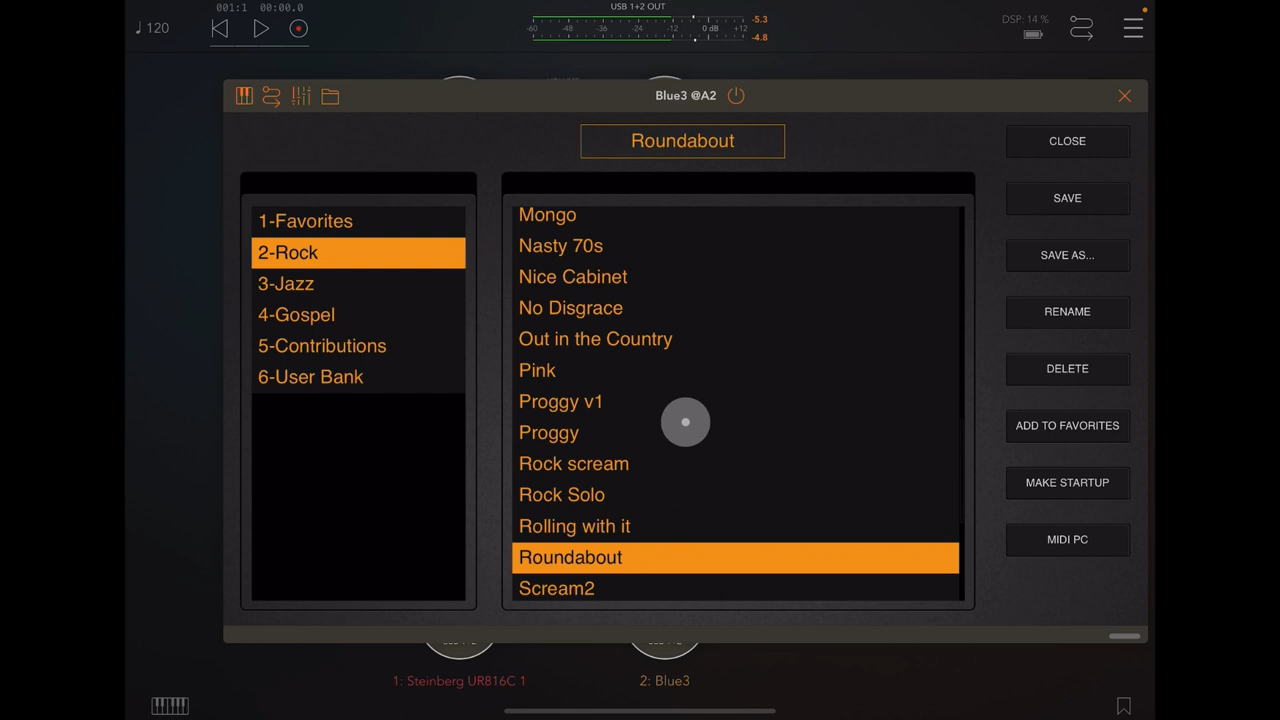 001:1 00:00.0
♩ 120
USB 1+2 OUT
-60 -48 -36 -24 -12 0 dB +12
-5.3
-4.8
DSP: 14 %
Blue3 @A2
Roundabout
1-Favorites
2-Rock
3-Jazz
4-Gospel
5-Contributions
6-User Bank
Mongo
Nasty 70s
Nice Cabinet
No Disgrace
Out in the Country
Pink
Proggy v1
Proggy
Rock scream
Rock Solo
Rolling with it
Roundabout
Scream2
CLOSE
SAVE
SAVE AS...
RENAME
DELETE
ADD TO FAVORITES
MAKE STARTUP
MIDI PC
1: Steinberg UR816C 1
2: Blue3